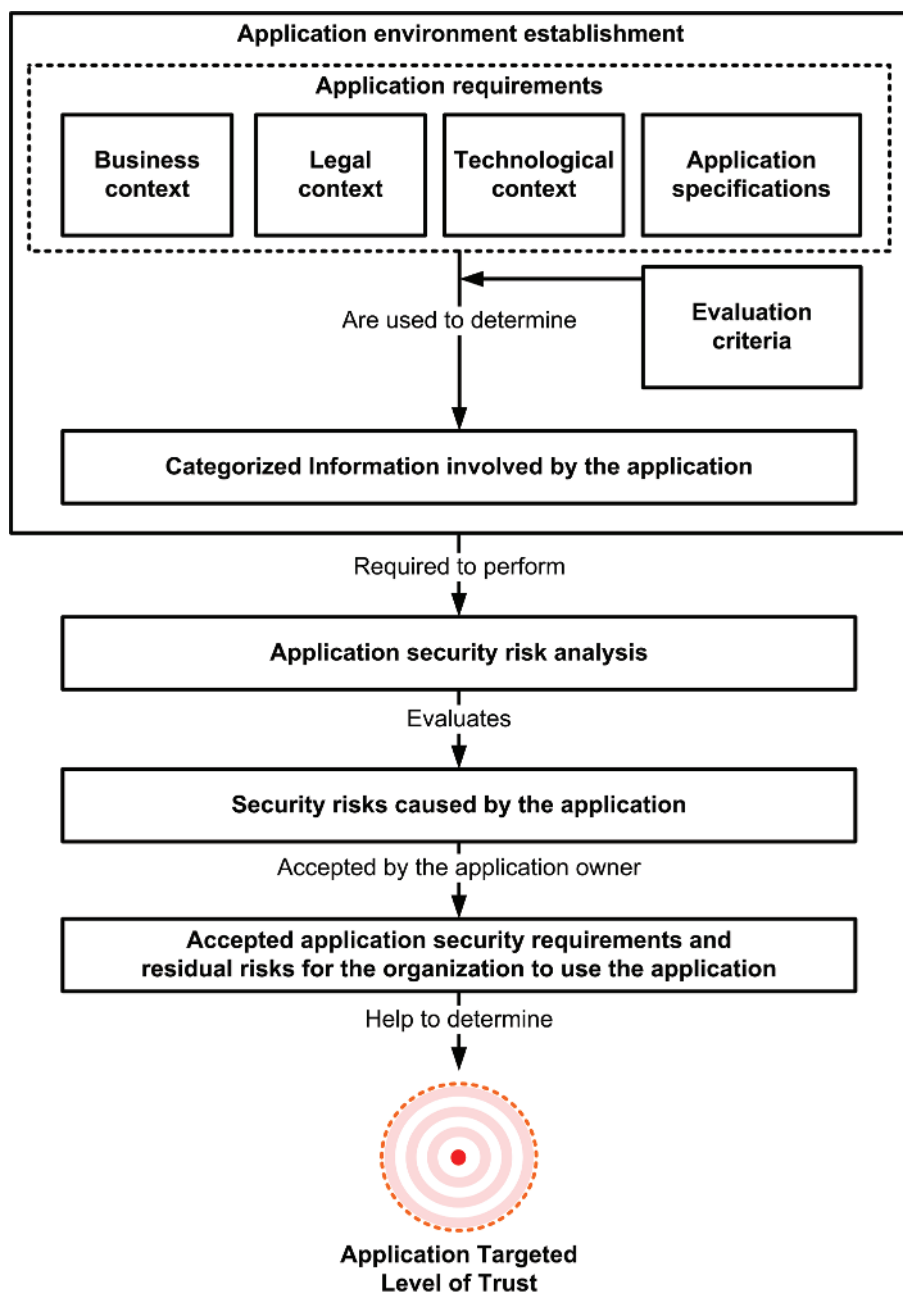 Application environment establishment
Application requirements
Business
context
Legal
context
Technological
context
Application
specifications
Are used to determine
Evaluation
criteria
Categorized Information involved by the application
Required to perform
Application security risk analysis
Evaluates
Security risks caused by the application
Accepted by the application owner
Accepted application security requirements and
residual risks for the organization to use the application
Help to determine
Application Targeted
Level of Trust